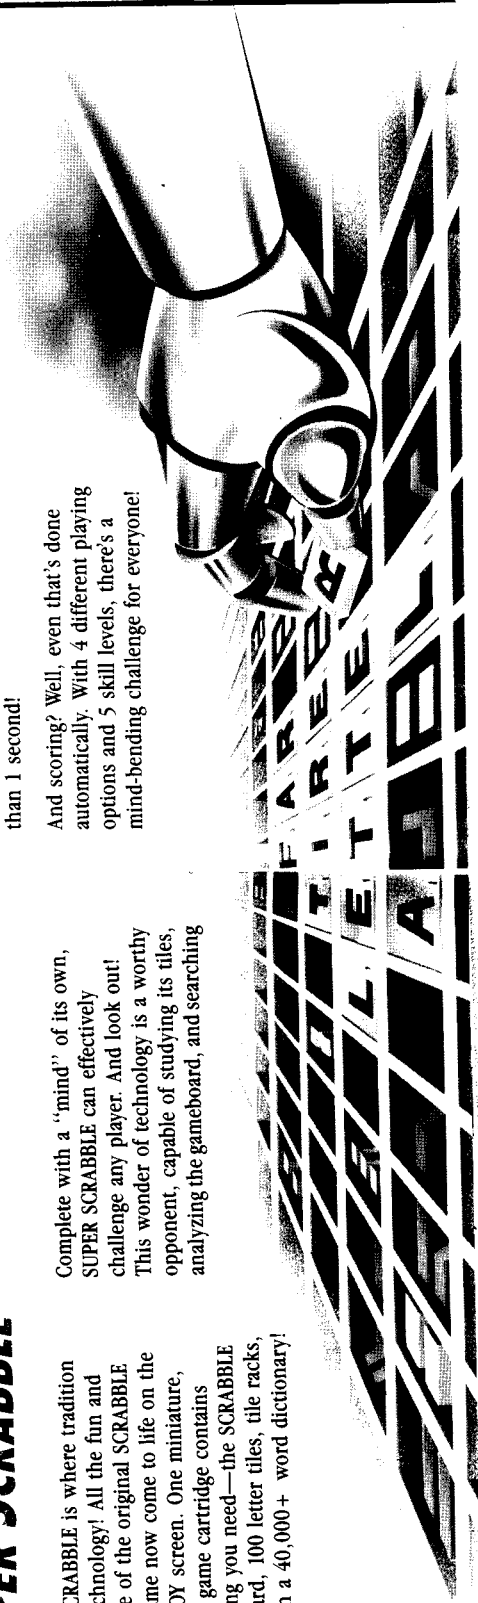 PER SCRABBLE
CRABBLE is where tradition
chnology! All the fun and
e of the original SCRABBLE
me now come to life on the
OY screen. One miniature,
game cartridge contains
ng you need—the SCRABBLE
rd, 100 letter tiles, tile racks,
n a 40,000+ word dictionary!
Complete with a “mind” of its own,
SUPER SCRABBLE can effectively
challenge any player. And look out!
This wonder of technology is a worthy
opponent, capable of studying its tiles,
analyzing the gameboard, and searching
than 1 second!
And scoring? Well, even that's done
automatically. With 4 different playing
options and 5 skill levels, there's a
mind-bending challenge for everyone!
FARE
TIRE
LETTER